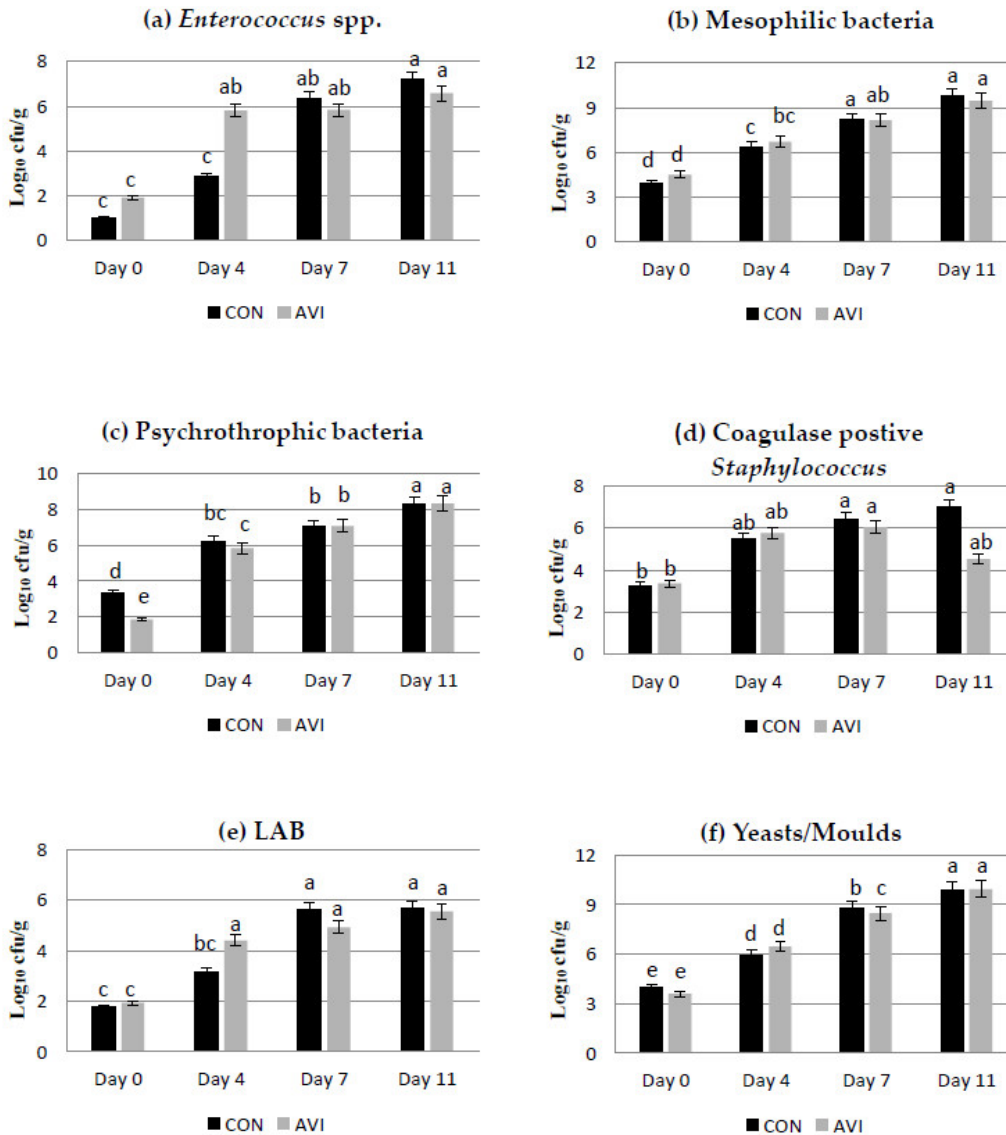 (a) Enterococcus spp.
Log₁₀ cfu/g
8
6
4
2
0
c c
c ab
ab ab
a a
Day 0 Day 4 Day 7 Day 11
CON AVI
(b) Mesophilic bacteria
Log₁₀ cfu/g
12
9
6
3
0
d d
c bc
a ab
a a
Day 0 Day 4 Day 7 Day 11
CON AVI
(c) Psychrothrophic bacteria
Log₁₀ cfu/g
10
8
6
4
2
0
d e
bc c
b b
a a
Day 0 Day 4 Day 7 Day 11
CON AVI
(d) Coagulase postive
Staphylococcus
Log₁₀ cfu/g
8
6
4
2
0
b b
ab ab
a a
a ab
Day 0 Day 4 Day 7 Day 11
CON AVI
(e) LAB
Log₁₀ cfu/g
8
6
4
2
0
c c
bc a
a a
a a
Day 0 Day 4 Day 7 Day 11
CON AVI
(f) Yeasts/Moulds
Log₁₀ cfu/g
12
9
6
3
0
e e
d d
b c
a a
Day 0 Day 4 Day 7 Day 11
CON AVI